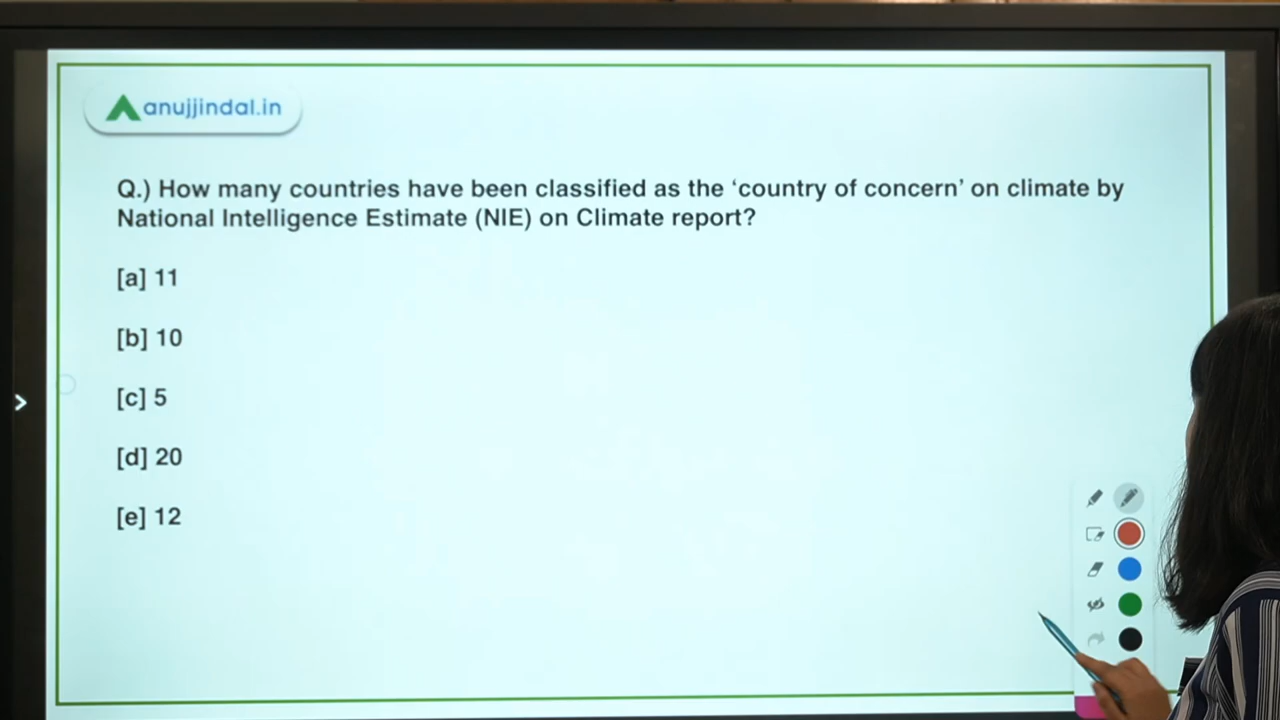 anujjindal.in
Q.) How many countries have been classified as the ‘country of concern’ on climate by
National Intelligence Estimate (NIE) on Climate report?
[a] 11
[b] 10
[c] 5
[d] 20
[e] 12